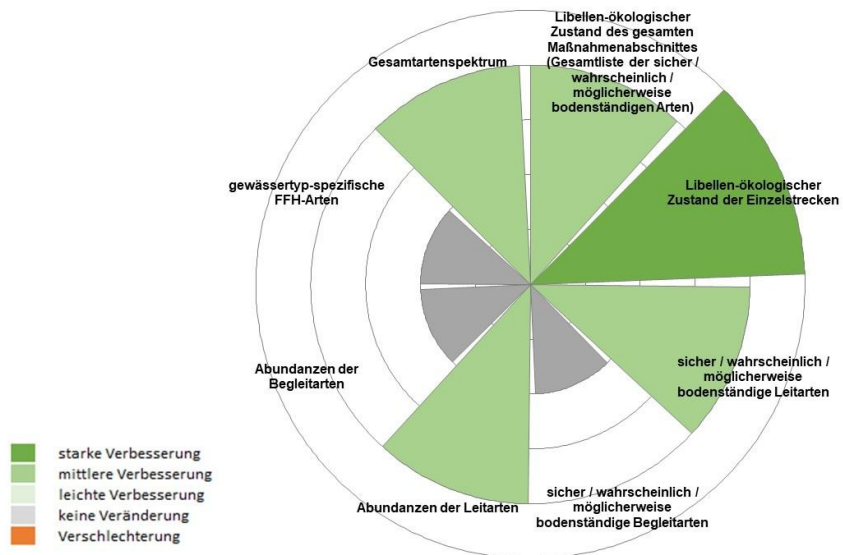 Libellen-ökologischer
Zustand des gesamten
Maßnahmenabschnittes
(Gesamtliste der sicher /
wahrscheinlich /
möglicherweise
bodenständigen Arten)
Libellen-ökologischer
Zustand der Einzelstrecken
sicher / wahrscheinlich /
möglicherweise
bodenständige Leitarten
sicher / wahrscheinlich /
möglicherweise
bodenständige Begleitarten
Abundanzen der Leitarten
Abundanzen der
Begleitarten
gewässertyp-spezifische
FFH-Arten
Gesamtartenspektrum
starke Verbesserung
mittlere Verbesserung
leichte Verbesserung
keine Veränderung
Verschlechterung